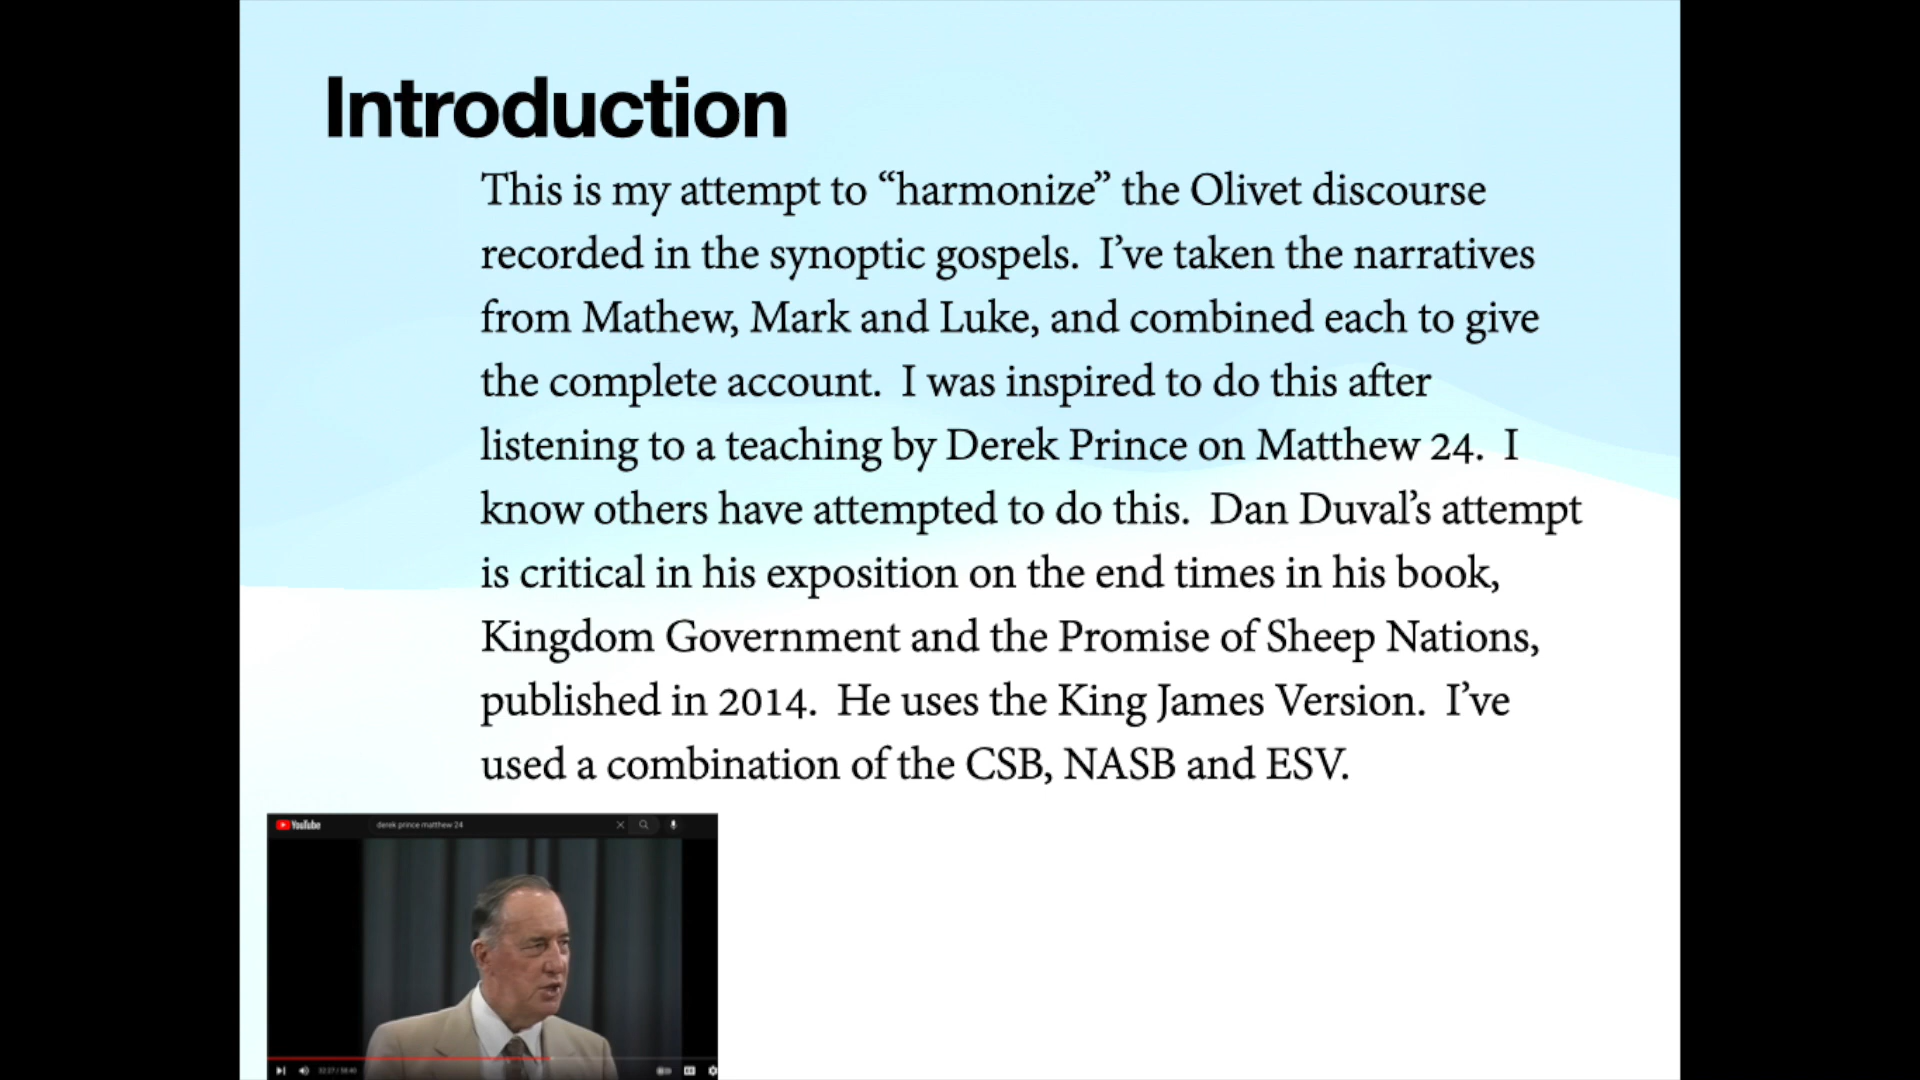 Introduction
This is my attempt to “harmonize” the Olivet discourse
recorded in the synoptic gospels.  I’ve taken the narratives
from Mathew, Mark and Luke, and combined each to give
the complete account.  I was inspired to do this after
listening to a teaching by Derek Prince on Matthew 24.  I
know others have attempted to do this.  Dan Duval’s attempt
is critical in his exposition on the end times in his book,
Kingdom Government and the Promise of Sheep Nations,
published in 2014.  He uses the King James Version.  I’ve
used a combination of the CSB, NASB and ESV.
YouTube
derek prince matthew 24